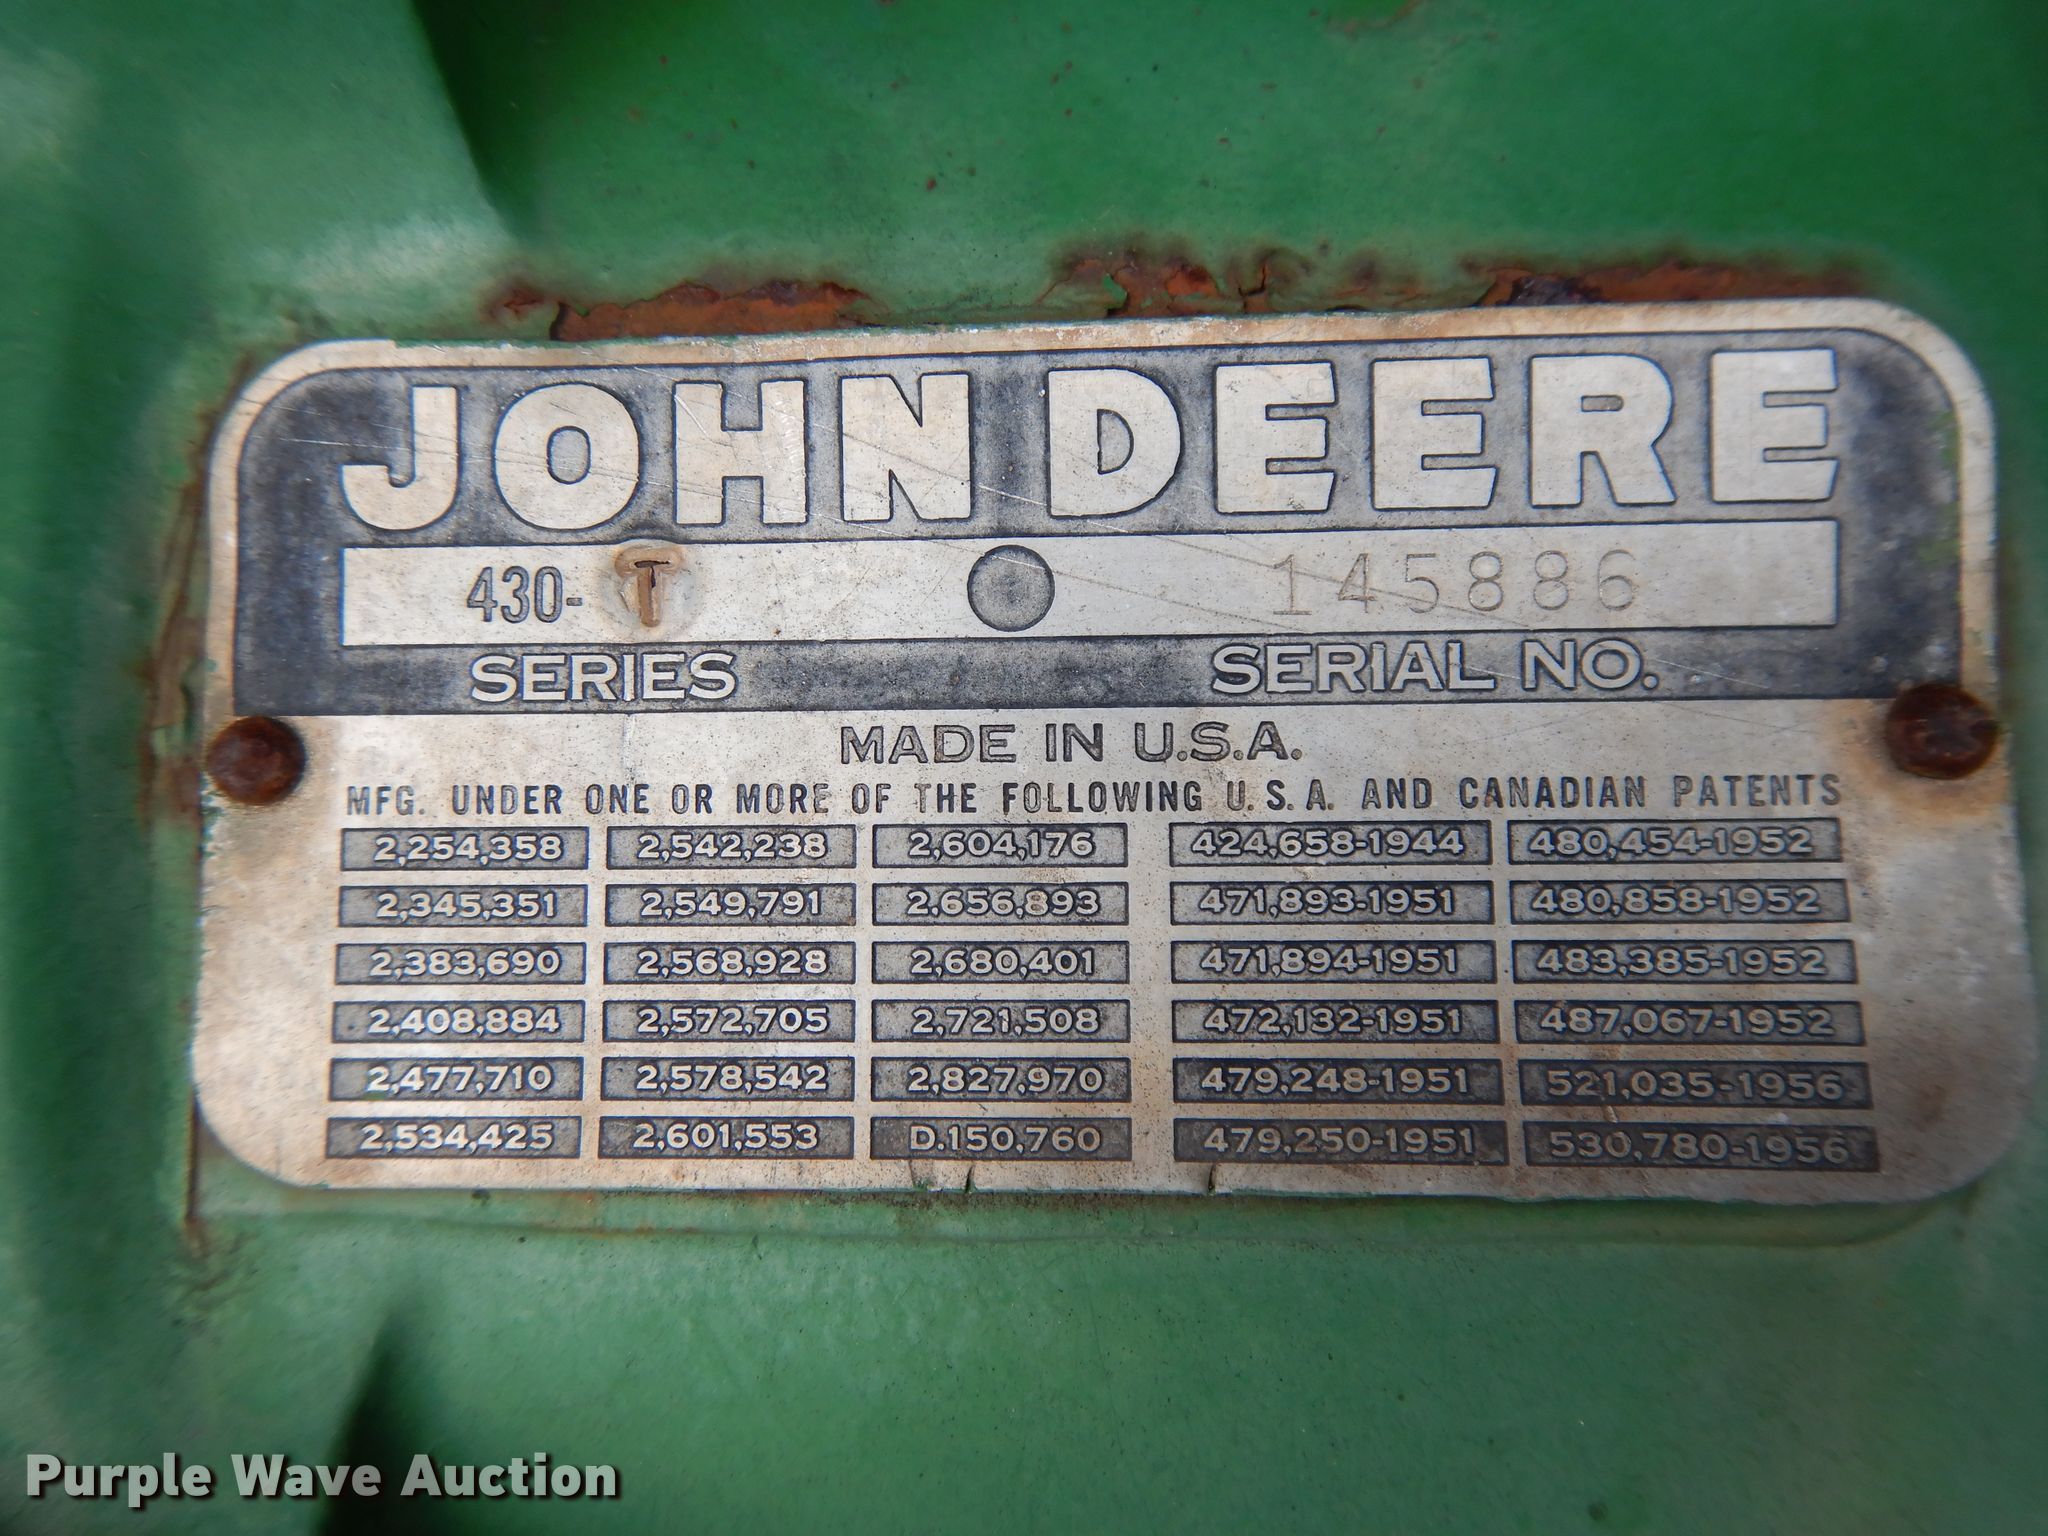 JOHN DEERE
430-T 145886
SERIES SERIAL NO.
MADE IN U.S.A.
MFG. UNDER ONE OR MORE OF THE FOLLOWING U.S.A. AND CANADIAN PATENTS
2,254,358 2,542,238 2,604,176 424,658-1944 480,454-1952
2,345,351 2,549,791 2,656,893 471,893-1951 480,858-1952
2,383,690 2,568,928 2,680,401 471,894-1951 483,385-1952
2,408,884 2,572,705 2,721,508 472,132-1951 487,067-1952
2,477,710 2,578,542 2,827,970 479,248-1951 521,035-1956
2,534,425 2,601,553 D.150,760 479,250-1951 530,780-1956
Purple Wave Auction